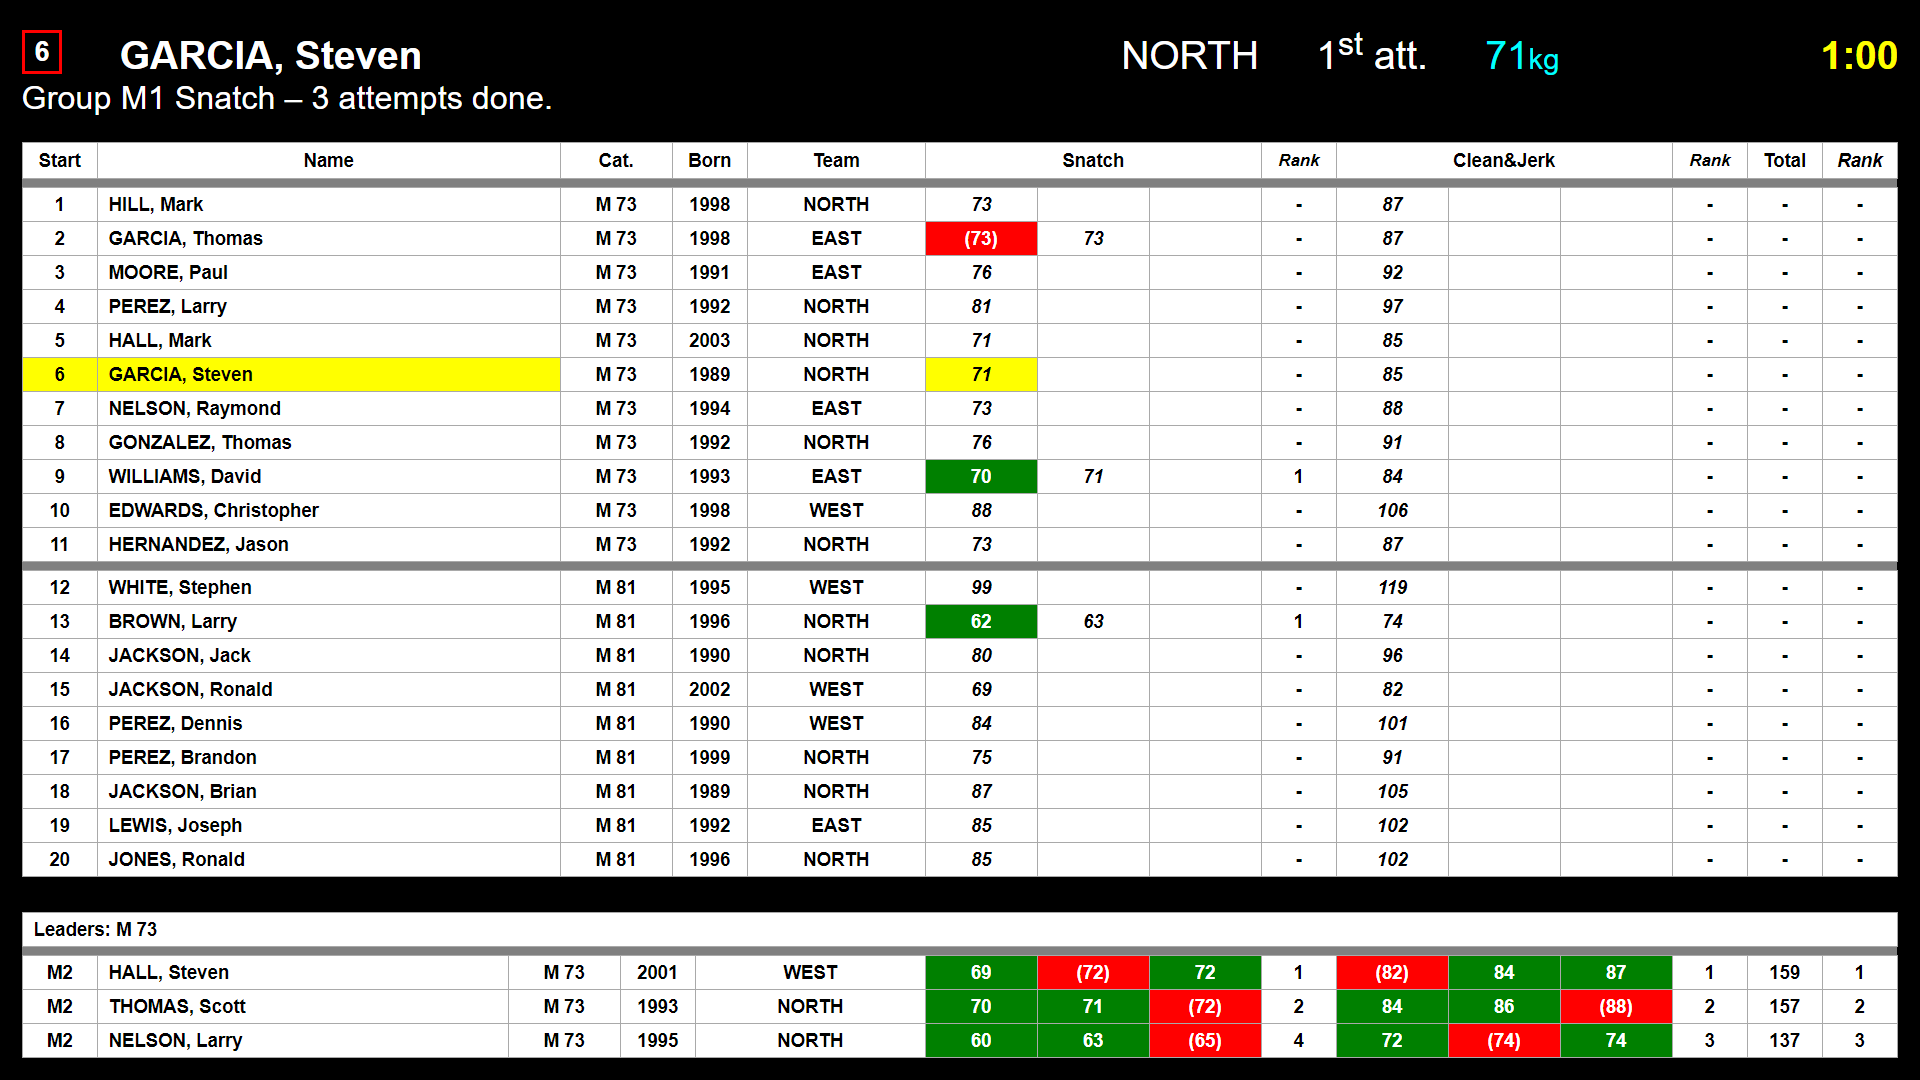 6 GARCIA, Steven NORTH 1st att. 71kg 1:00
Group M1 Snatch – 3 attempts done.
Start Name Cat. Born Team Snatch Rank Clean&Jerk Rank Total Rank
1 HILL, Mark M 73 1998 NORTH 73 - 87 - - -
2 GARCIA, Thomas M 73 1998 EAST (73) 73 - 87 - - -
3 MOORE, Paul M 73 1991 EAST 76 - 92 - - -
4 PEREZ, Larry M 73 1992 NORTH 81 - 97 - - -
5 HALL, Mark M 73 2003 NORTH 71 - 85 - - -
6 GARCIA, Steven M 73 1989 NORTH 71 - 85 - - -
7 NELSON, Raymond M 73 1994 EAST 73 - 88 - - -
8 GONZALEZ, Thomas M 73 1992 NORTH 76 - 91 - - -
9 WILLIAMS, David M 73 1993 EAST 70 71 1 84 - - -
10 EDWARDS, Christopher M 73 1998 WEST 88 - 106 - - -
11 HERNANDEZ, Jason M 73 1992 NORTH 73 - 87 - - -
12 WHITE, Stephen M 81 1995 WEST 99 - 119 - - -
13 BROWN, Larry M 81 1996 NORTH 62 63 1 74 - - -
14 JACKSON, Jack M 81 1990 NORTH 80 - 96 - - -
15 JACKSON, Ronald M 81 2002 WEST 69 - 82 - - -
16 PEREZ, Dennis M 81 1990 WEST 84 - 101 - - -
17 PEREZ, Brandon M 81 1999 NORTH 75 - 91 - - -
18 JACKSON, Brian M 81 1989 NORTH 87 - 105 - - -
19 LEWIS, Joseph M 81 1992 EAST 85 - 102 - - -
20 JONES, Ronald M 81 1996 NORTH 85 - 102 - - -
Leaders: M 73
M2 HALL, Steven M 73 2001 WEST 69 (72) 72 1 (82) 84 87 1 159 1
M2 THOMAS, Scott M 73 1993 NORTH 70 71 (72) 2 84 86 (88) 2 157 2
M2 NELSON, Larry M 73 1995 NORTH 60 63 (65) 4 72 (74) 74 3 137 3